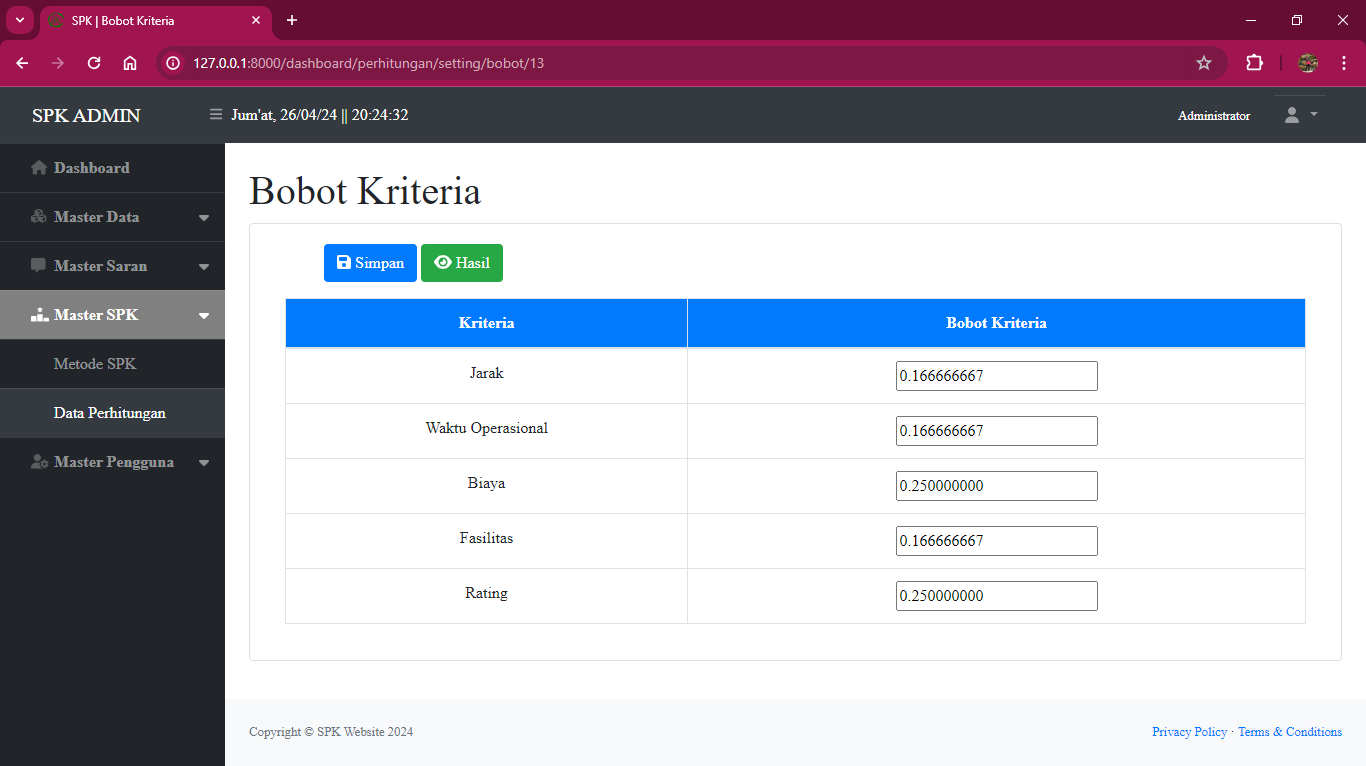 SPK | Bobot Kriteria
127.0.0.1:8000/dashboard/perhitungan/setting/bobot/13
SPK ADMIN
Jum'at, 26/04/24 || 20:24:32
Administrator
Dashboard
Master Data
Master Saran
Master SPK
Metode SPK
Data Perhitungan
Master Pengguna
Bobot Kriteria
Simpan Hasil
Kriteria Bobot Kriteria
Jarak 0.166666667
Waktu Operasional 0.166666667
Biaya 0.250000000
Fasilitas 0.166666667
Rating 0.250000000
Copyright © SPK Website 2024
Privacy Policy · Terms & Conditions